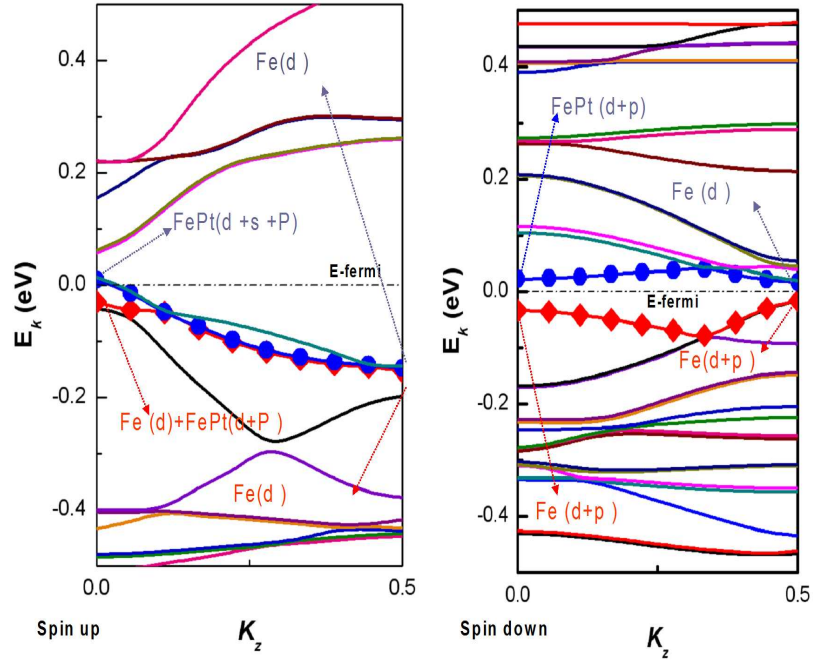 0.4
0.2
0.0
-0.2
-0.4
E_k (eV)
Fe(d )
FePt(d +s +P)
E-fermi
Fe (d)+FePt(d+P )
Fe(d )
0.0
0.5
Spin up
K_z
0.4
0.2
0.0
-0.2
-0.4
E_k (eV)
FePt (d+p)
Fe (d )
E-fermi
Fe(d+p )
Fe (d+p )
0.0
0.5
Spin down
K_z